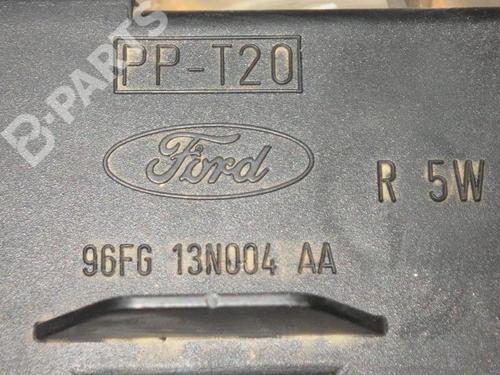 PP-T20
B-PARTS
Ford
R 5W
96FG 13N004 AA